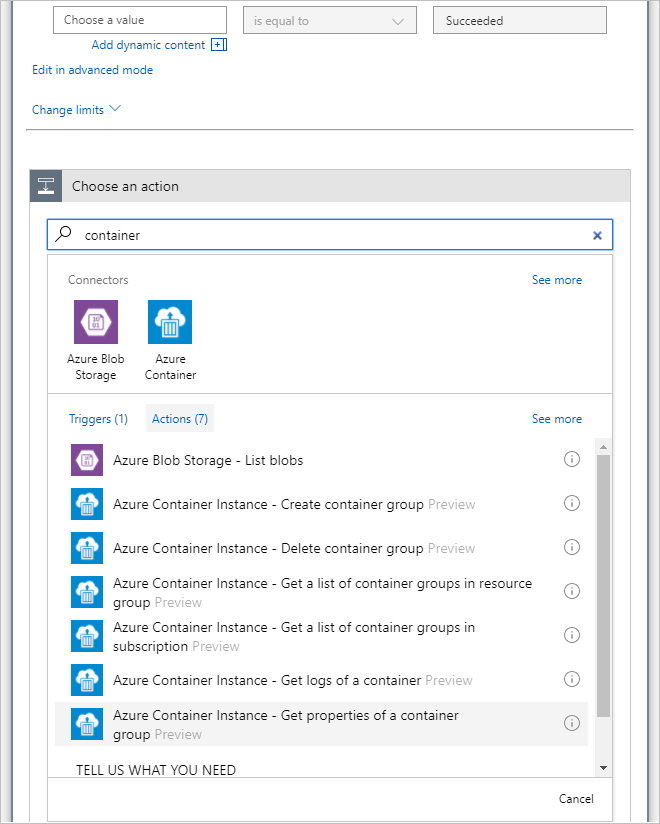 Choose a value
is equal to
Succeeded
Add dynamic content
Edit in advanced mode
Change limits
Choose an action
container
Connectors
See more
Azure Blob
Storage
Azure
Container
Triggers (1)
Actions (7)
See more
Azure Blob Storage - List blobs
Azure Container Instance - Create container group Preview
Azure Container Instance - Delete container group Preview
Azure Container Instance - Get a list of container groups in resource
group Preview
Azure Container Instance - Get a list of container groups in
subscription Preview
Azure Container Instance - Get logs of a container Preview
Azure Container Instance - Get properties of a container
group Preview
TELL US WHAT YOU NEED
Cancel